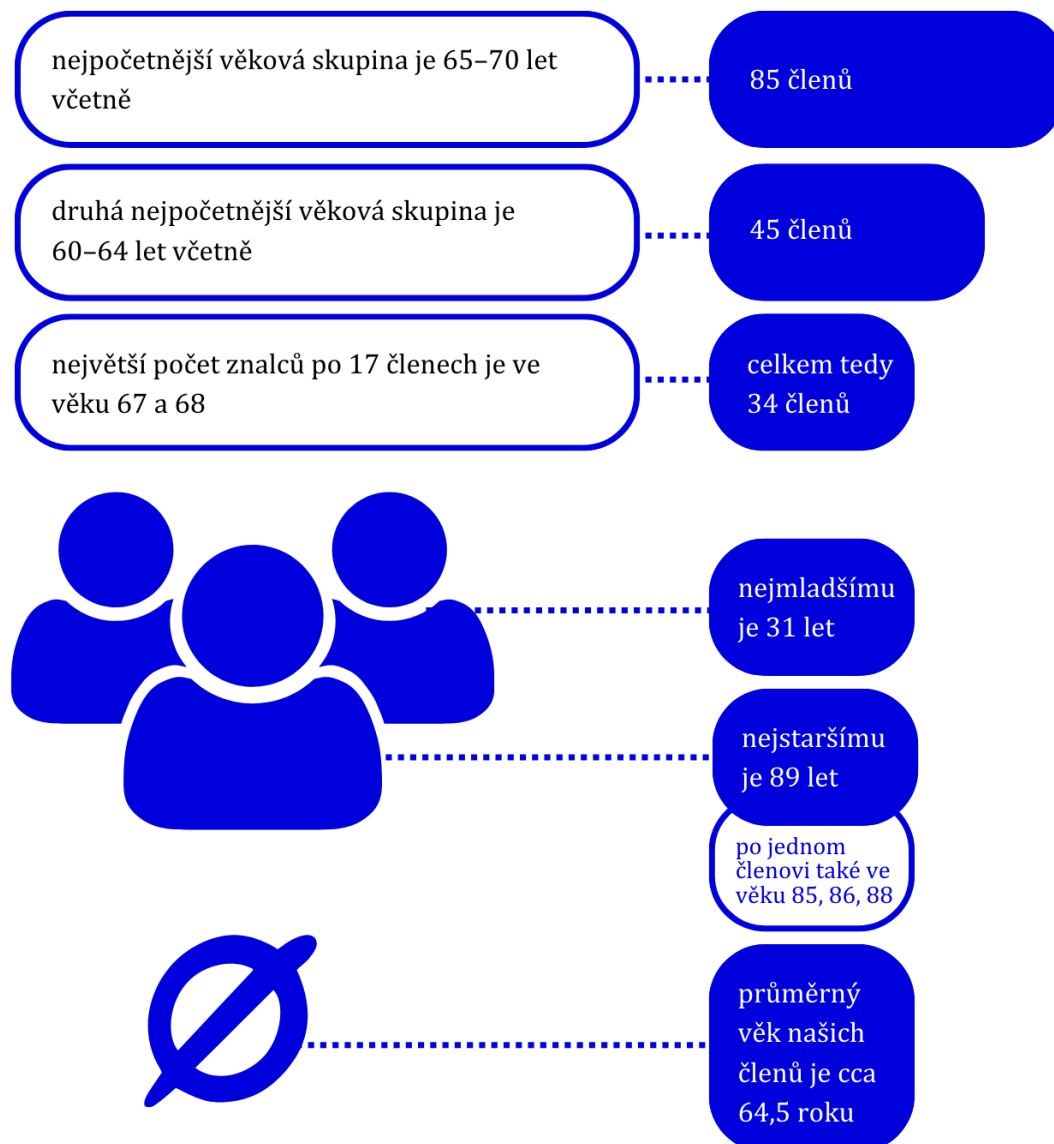 nejpočetnější věková skupina je 65–70 let
včetně
85 členů
druhá nejpočetnější věková skupina je
60–64 let včetně
45 členů
největší počet znalců po 17 členech je ve
věku 67 a 68
celkem tedy
34 členů
nejmladšímu
je 31 let
nejstaršímu
je 89 let
po jednom
členovi také ve
věku 85, 86, 88
průměrný
věk našich
členů je cca
64,5 roku